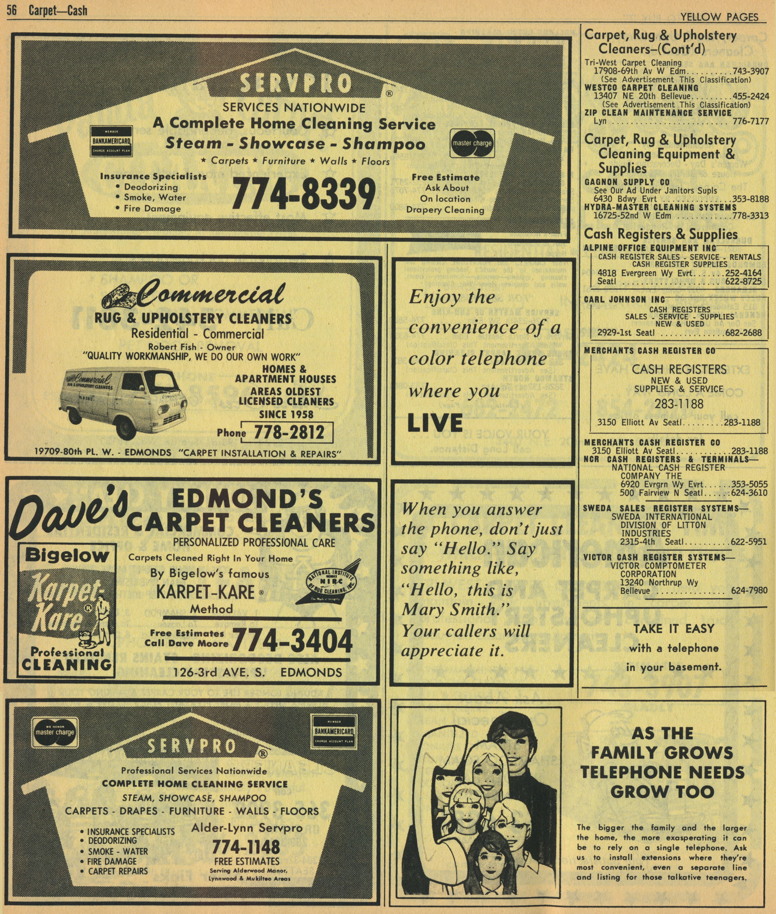 56 Carpet—Cash
YELLOW PAGES
SERVPRO ®
SERVICES NATIONWIDE
A Complete Home Cleaning Service
Steam - Showcase - Shampoo
* Carpets * Furniture * Walls * Floors
BANKAMERICARD
master charge
Insurance Specialists
• Deodorizing
• Smoke, Water
• Fire Damage
774-8339
Free Estimate
Ask About
On location
Drapery Cleaning
Commercial
RUG & UPHOLSTERY CLEANERS
Residential - Commercial
Robert Fish - Owner
"QUALITY WORKMANSHIP, WE DO OUR OWN WORK"
Commercial
HOMES &
APARTMENT HOUSES
AREAS OLDEST
LICENSED CLEANERS
SINCE 1958
Phone 778-2812
19709-80th PL. W. - EDMONDS "CARPET INSTALLATION & REPAIRS"
Dave's EDMOND'S
CARPET CLEANERS
PERSONALIZED PROFESSIONAL CARE
Bigelow
Karpet-
Kare®
Professional
CLEANING
Carpets Cleaned Right In Your Home
By Bigelow's famous
KARPET-KARE®
Method
NATIONAL INSTITUTE
NIRC
RUG CLEANING, INC.
Free Estimates
Call Dave Moore 774-3404
126-3rd AVE. S. EDMONDS
master charge
MEMBER
BANKAMERICARD
SERVPRO ®
Professional Services Nationwide
COMPLETE HOME CLEANING SERVICE
STEAM, SHOWCASE, SHAMPOO
CARPETS - DRAPES - FURNITURE - WALLS - FLOORS
• INSURANCE SPECIALISTS
• DEODORIZING
• SMOKE - WATER
• FIRE DAMAGE
• CARPET REPAIRS
Alder-Lynn Servpro
774-1148
FREE ESTIMATES
Serving Alderwood Manor,
Lynnwood & Mukilteo Areas
Enjoy the
convenience of a
color telephone
where you
LIVE
When you answer
the phone, don't just
say "Hello." Say
something like,
"Hello, this is
Mary Smith."
Your callers will
appreciate it.
Carpet, Rug & Upholstery
Cleaners—(Cont'd)
Tri-West Carpet Cleaning
17908-69th Av W Edm..........743-3907
(See Advertisement This Classification)
WESTCO CARPET CLEANING
13407 NE 20th Bellevue.......455-2424
(See Advertisement This Classification)
ZIP CLEAN MAINTENANCE SERVICE
Lyn ..........................776-7177
Carpet, Rug & Upholstery
Cleaning Equipment &
Supplies
GAGNON SUPPLY CO
See Our Ad Under Janitors Supls
6430 Bdwy Evrt...............353-8188
HYDRA-MASTER CLEANING SYSTEMS
16725-52nd W Edm .............778-3313
Cash Registers & Supplies
ALPINE OFFICE EQUIPMENT INC
CASH REGISTER SALES - SERVICE - RENTALS
CASH REGISTER SUPPLIES
4818 Evergreen Wy Evrt......252-4164
Seatl .......................622-8725
CARL JOHNSON INC
CASH REGISTERS
SALES - SERVICE - SUPPLIES
NEW & USED
2929-1st Seatl ..............682-2688
MERCHANTS CASH REGISTER CO
CASH REGISTERS
NEW & USED
SUPPLIES & SERVICE
283-1188
3150 Elliott Av Seatl........283-1188
MERCHANTS CASH REGISTER CO
3150 Elliott Av Seatl..........283-1188
NCR CASH REGISTERS & TERMINALS—
NATIONAL CASH REGISTER
COMPANY THE
6920 Evrgrn Wy Evrt.....353-5055
500 Fairview N Seatl......624-3610
SWEDA SALES REGISTER SYSTEMS—
SWEDA INTERNATIONAL
DIVISION OF LITTON
INDUSTRIES
2315-4th Seatl..........622-5951
VICTOR CASH REGISTER SYSTEMS—
VICTOR COMPTOMETER
CORPORATION
13240 Northrup Wy
Bellevue ................624-7980
TAKE IT EASY
with a telephone
in your basement.
AS THE
FAMILY GROWS
TELEPHONE NEEDS
GROW TOO
The bigger the family and the larger
the home, the more exasperating it can
be to rely on a single telephone. Ask
us to install extensions where they're
most convenient, even a separate line
and listing for those talkative teenagers.